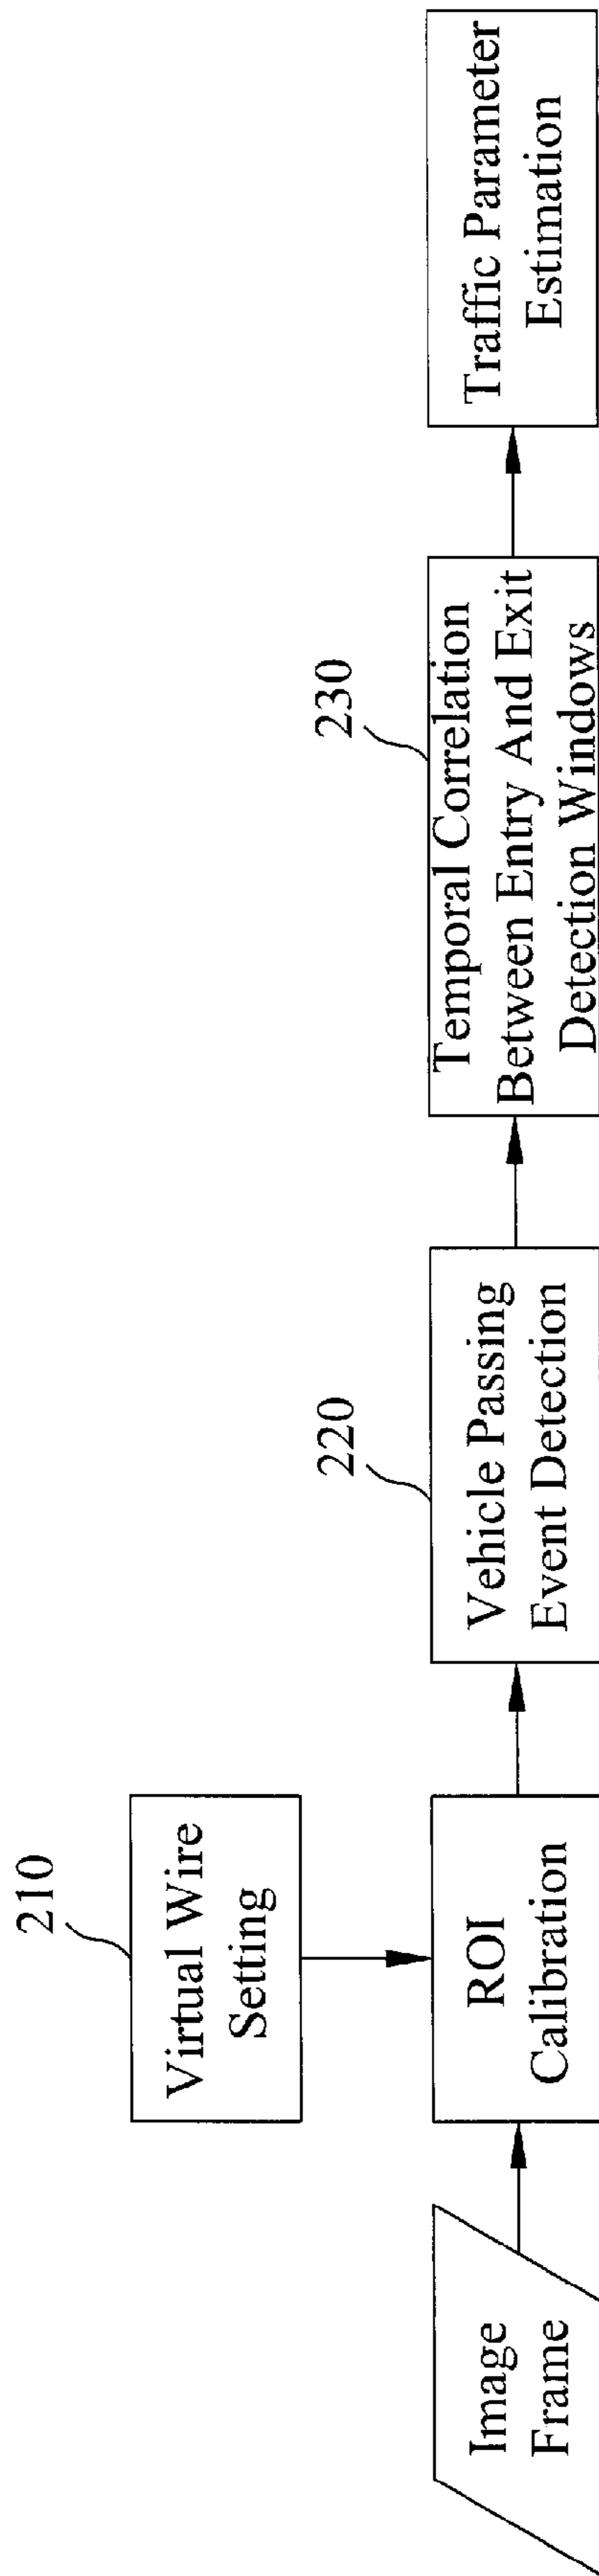 210
Virtual Wire
Setting
Image
Frame
ROI
Calibration
220
Vehicle Passing
Event Detection
230
Temporal Correlation
Between Entry And Exit
Detection Windows
Traffic Parameter
Estimation